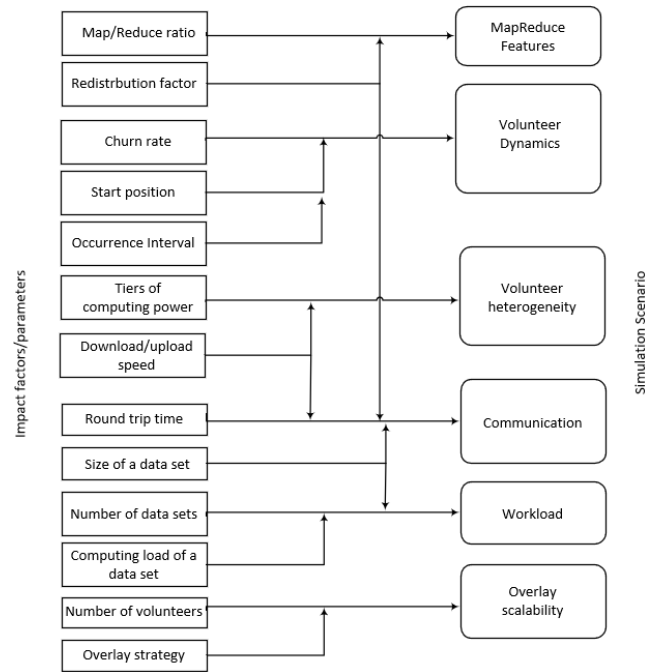 Map/Reduce ratio
Redistrbution factor
Churn rate
Start position
Occurrence Interval
Tiers of
computing power
Download/upload
speed
Round trip time
Size of a data set
Number of data sets
Computing load of a
data set
Number of volunteers
Overlay strategy
MapReduce
Features
Volunteer
Dynamics
Volunteer
heterogeneity
Communication
Workload
Overlay
scalability
Impact factors/parameters
Simulation Scenario